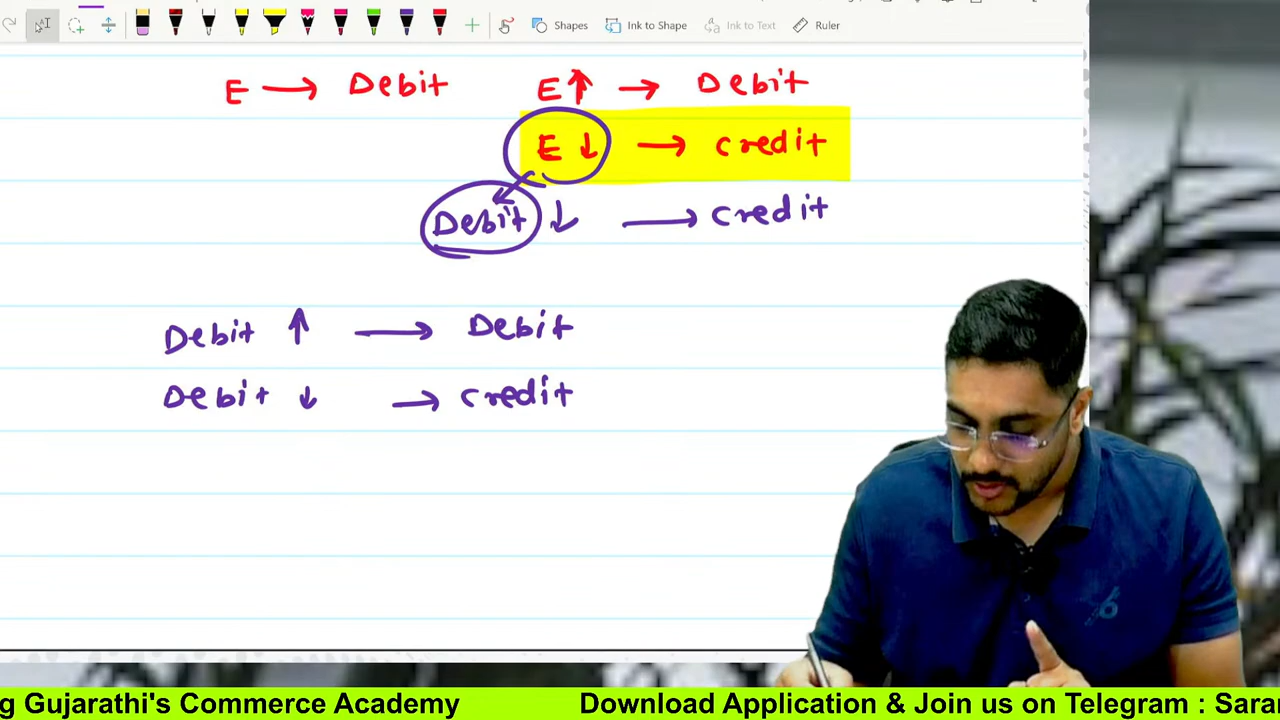 Shapes Ink to Shape Ink to Text Ruler
E → Debit E↑ → Debit
E ↓ → credit
Debit ↓ → credit
Debit ↑ → Debit
Debit ↓ → credit
Gujarathi's Commerce Academy Download Application & Join us on Telegram :